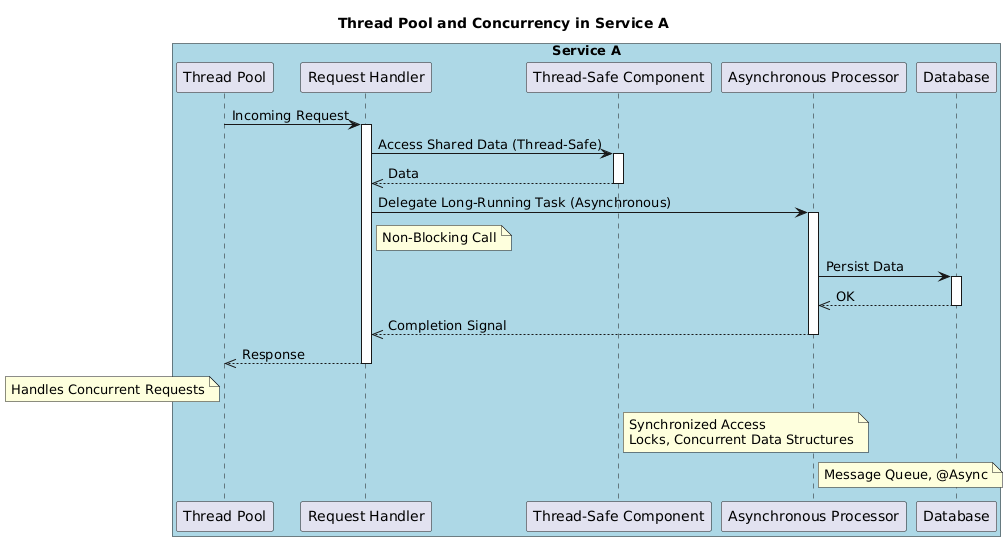 Thread Pool and Concurrency in Service A
Service A
Thread Pool
Request Handler
Thread-Safe Component
Asynchronous Processor
Database
Incoming Request
Access Shared Data (Thread-Safe)
Data
Delegate Long-Running Task (Asynchronous)
Non-Blocking Call
Persist Data
OK
Completion Signal
Response
Handles Concurrent Requests
Synchronized Access
Locks, Concurrent Data Structures
Message Queue, @Async
Thread Pool
Request Handler
Thread-Safe Component
Asynchronous Processor
Database